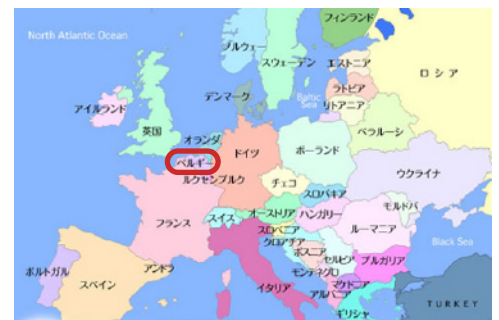 フィンランド
North Atlantic Ocean
ノルウェー
スウェーデン
エストニア
ロシア
ラトビア
Baltic
Sea
デンマーク
リトアニア
アイルランド
英国
オランダ
ベラルーシ
ドイツ
ポーランド
ベルギー
ルクセンブルク
チェコ
ウクライナ
スロバキア
モルドバ
フランス
スイス
オーストリア
ハンガリー
ルーマニア
スロベニア
クロアチア
Black Sea
ボスニア
セルビア
ブルガリア
ポルトガル
アンドラ
モンテネグロ
スペイン
イタリア
マケドニア
アルバニア
TURKEY
ギリシャ